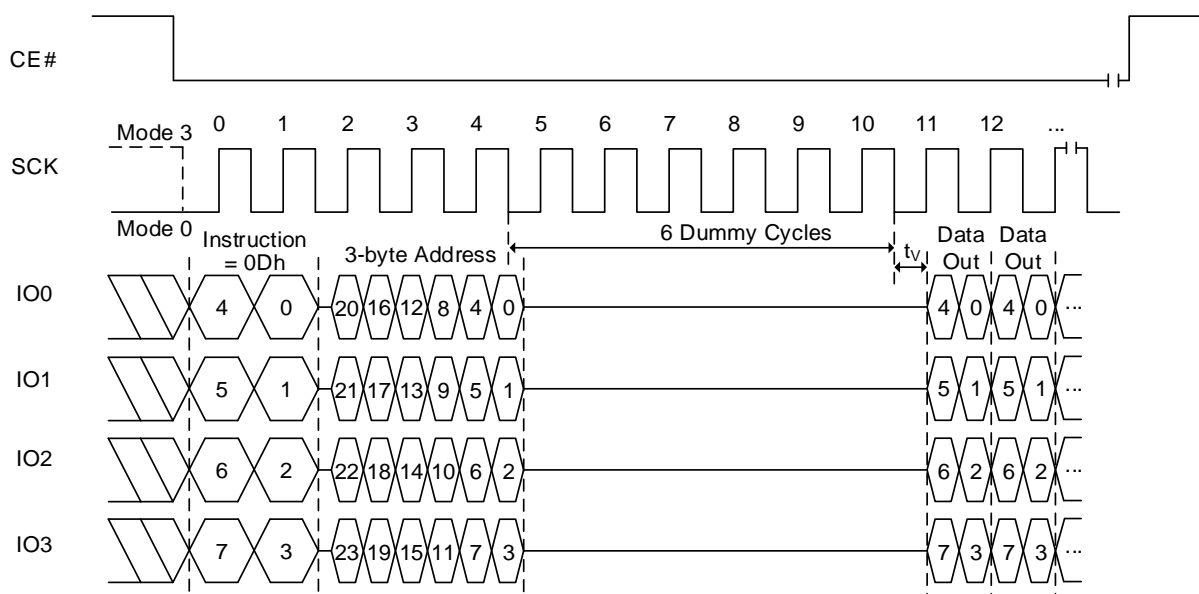 CE#
0 1 2 3 4 5 6 7 8 9 10 11 12 ...
Mode 3
SCK
Mode 0
Instruction = 0Dh
3-byte Address
6 Dummy Cycles
tV
Data Out
Data Out
IO0 4 0 20 16 12 8 4 0 4 0 4 0 ...
IO1 5 1 21 17 13 9 5 1 5 1 5 1 ...
IO2 6 2 22 18 14 10 6 2 6 2 6 2 ...
IO3 7 3 23 19 15 11 7 3 7 3 7 3 ...